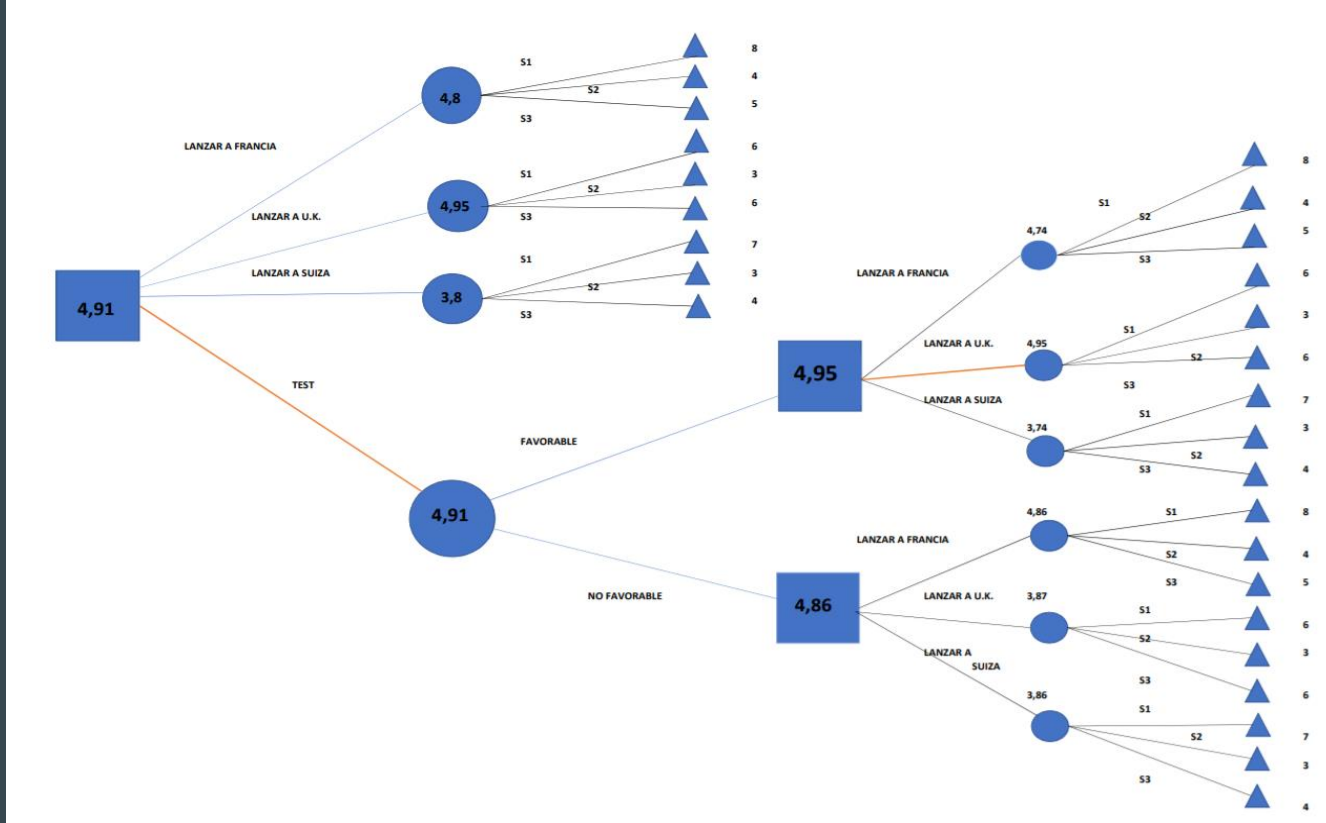 S1
8
4,8
S2
4
5
S3
LANZAR A FRANCIA
6
S1
S2
3
4,95
6
LANZAR A U.K.
S3
7
S1
LANZAR A SUIZA
3
S2
3,8
4
S3
4,91
TEST
FAVORABLE
4,91
NO FAVORABLE
4,95
LANZAR A FRANCIA
4,74
S1
8
S2
4
5
S3
LANZAR A U.K.
4,95
6
S1
3
S2
6
S3
LANZAR A SUIZA
3,74
7
S1
3
S2
S3
4
4,86
LANZAR A FRANCIA
4,86
S1
8
S2
4
S3
5
LANZAR A U.K.
3,87
S1
6
S2
3
S3
6
LANZAR A
SUIZA
3,86
S1
7
S2
3
S3
4